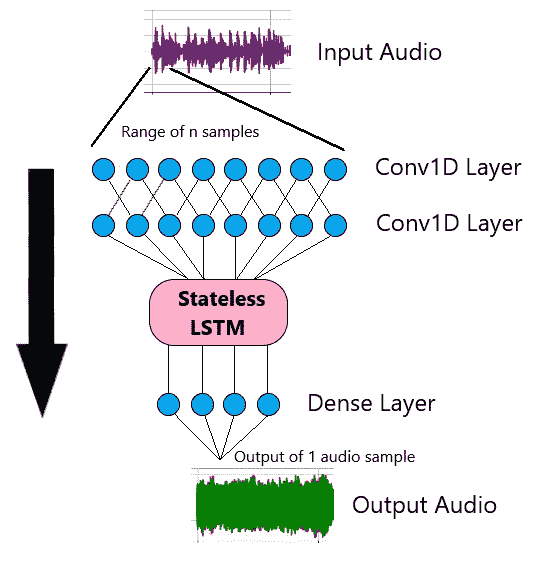 Input Audio
Range of n samples
Conv1D Layer
Conv1D Layer
Stateless
LSTM
Dense Layer
Output of 1 audio sample
Output Audio